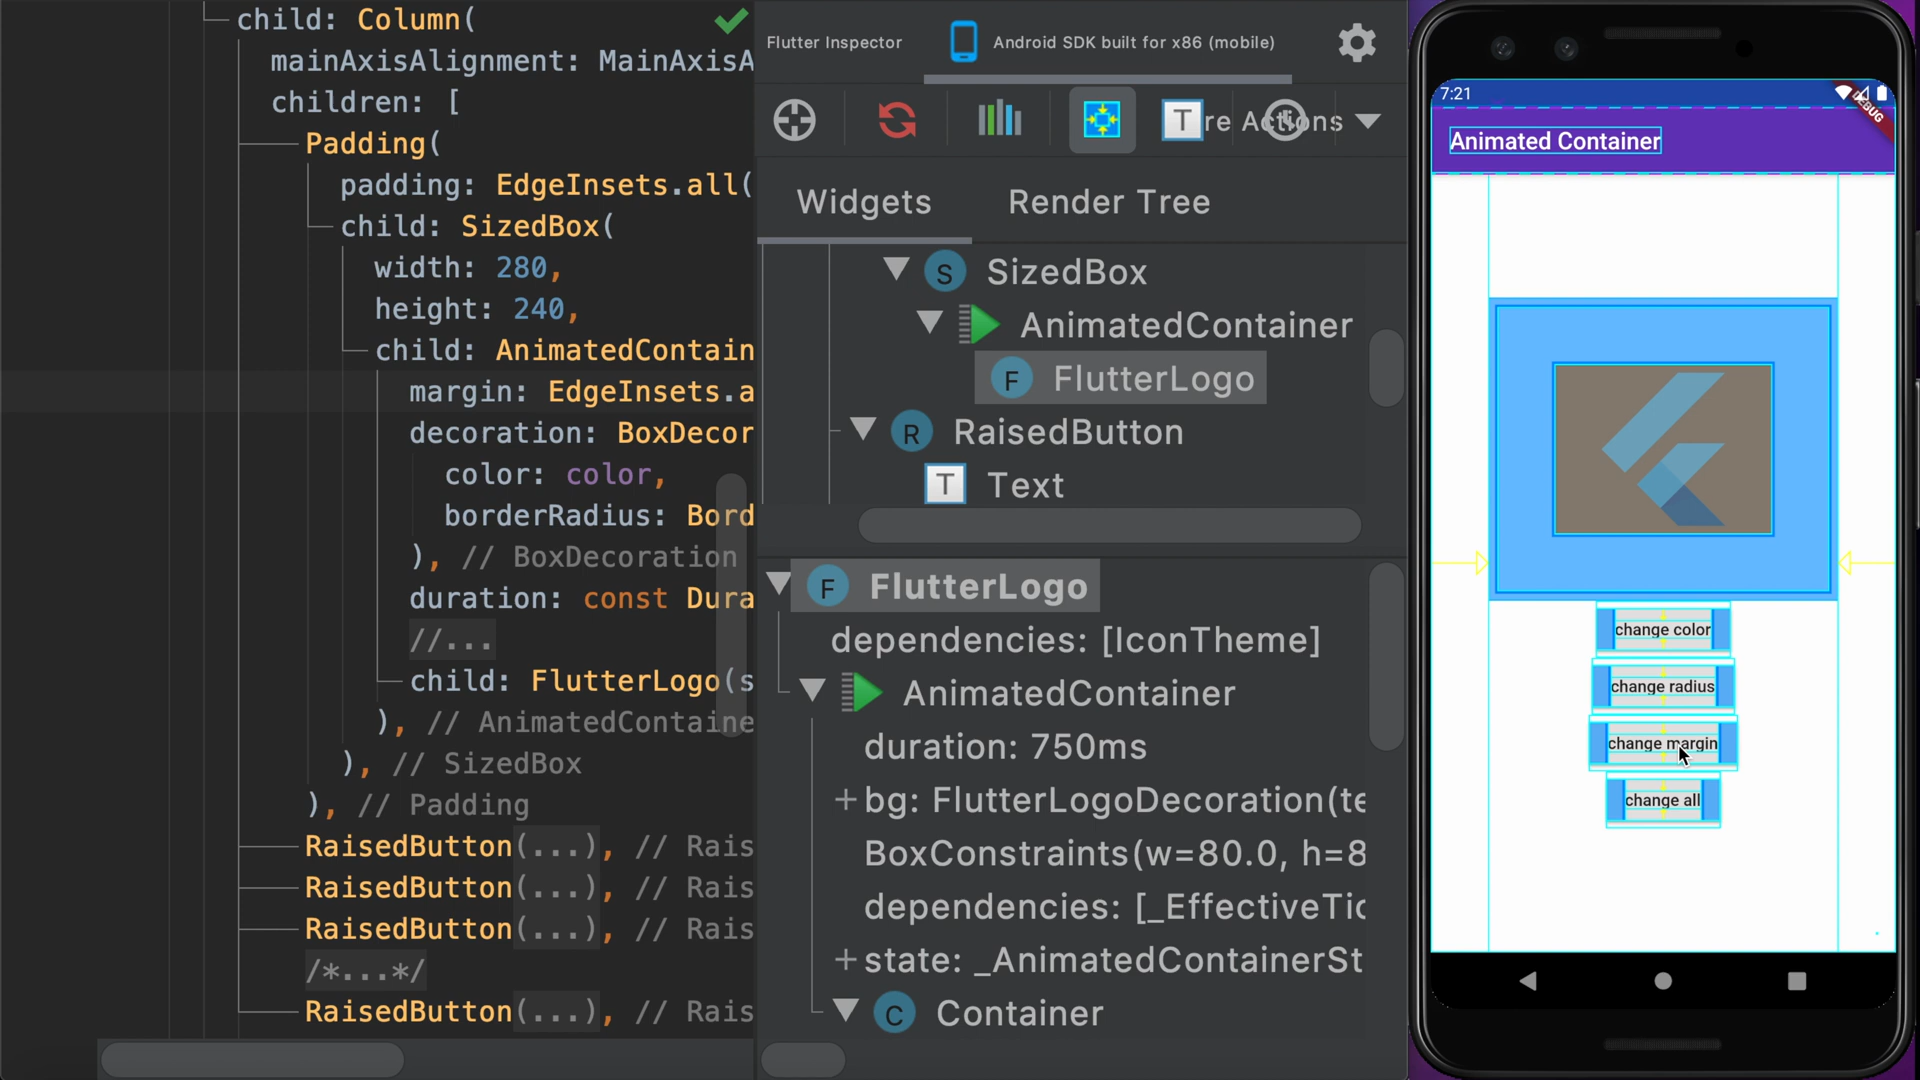 child: Column(
mainAxisAlignment: MainAxisA
children: [
Padding(
padding: EdgeInsets.all(
child: SizedBox(
width: 280,
height: 240,
child: AnimatedContain
margin: EdgeInsets.a
decoration: BoxDecor
color: color,
borderRadius: Bord
), // BoxDecoration
duration: const Dura
//...
child: FlutterLogo(s
), // AnimatedContaine
), // SizedBox
), // Padding
RaisedButton(...), // Rais
RaisedButton(...), // Rais
RaisedButton(...), // Rais
/*...*/
RaisedButton(...), // Rais
Flutter Inspector
Android SDK built for x86 (mobile)
T
re Actions
Widgets
Render Tree
S SizedBox
AnimatedContainer
F FlutterLogo
R RaisedButton
T Text
F FlutterLogo
dependencies: [IconTheme]
AnimatedContainer
duration: 750ms
+bg: FlutterLogoDecoration(te
BoxConstraints(w=80.0, h=8
dependencies: [_EffectiveTic
+state: _AnimatedContainerSt
C Container
7:21
DEBUG
Animated Container
change color
change radius
change margin
change all